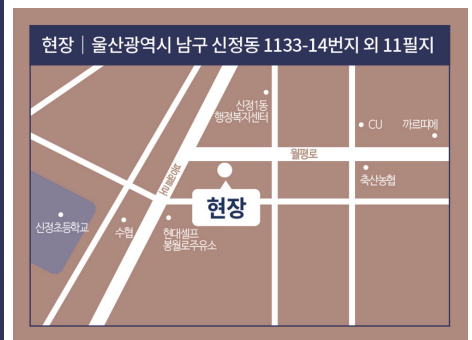 현장 | 울산광역시 남구 신정동 1133-14번지 외 11필지
신정1동
행정복지센터
CU
까르띠에
월평로
봉월로
축산농협
현장
신정초등학교
수협
현대셀프
봉월로주유소